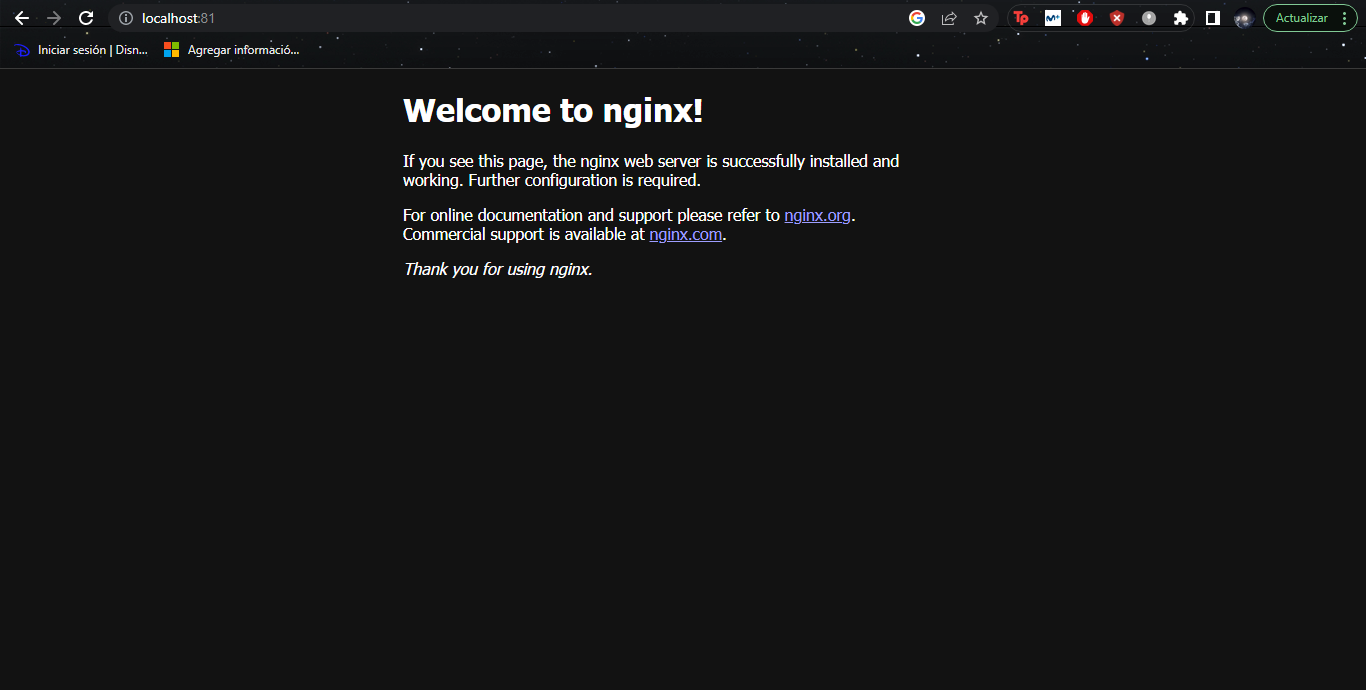 localhost:81
Tp
M+
Actualizar
Iniciar sesión | Disn...
Agregar informació...
Welcome to nginx!
If you see this page, the nginx web server is successfully installed and
working. Further configuration is required.
For online documentation and support please refer to nginx.org.
Commercial support is available at nginx.com.
Thank you for using nginx.